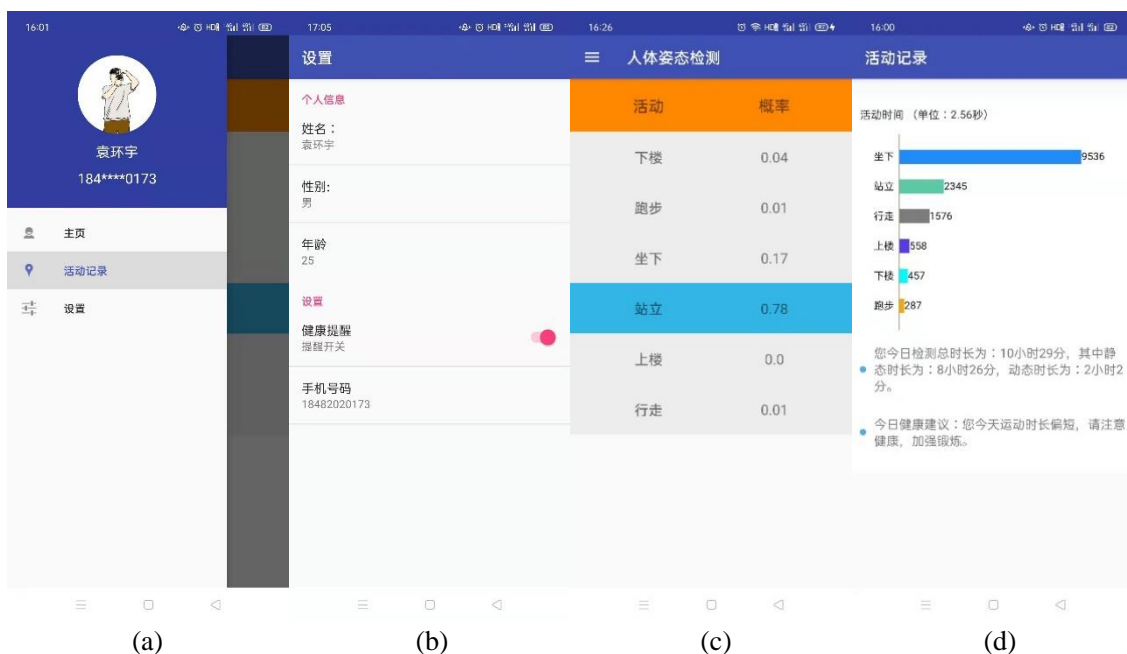 16:01
HD
袁环宇
184****0173
主页
活动记录
设置
17:05
HD
设置
个人信息
姓名：
袁环宇
性别:
男
年龄
25
设置
健康提醒
提醒开关
手机号码
18482020173
16:26
HD
人体姿态检测
活动 概率
下楼 0.04
跑步 0.01
坐下 0.17
站立 0.78
上楼 0.0
行走 0.01
16:00
HD
活动记录
活动时间 （单位：2.56秒）
坐下 9536
站立 2345
行走 1576
上楼 558
下楼 457
跑步 287
您今日检测总时长为：10小时29分，其中静
态时长为：8小时26分，动态时长为：2小时2
分。
今日健康建议：您今天运动时长偏短，请注意
健康，加强锻炼。
(a) (b) (c) (d)